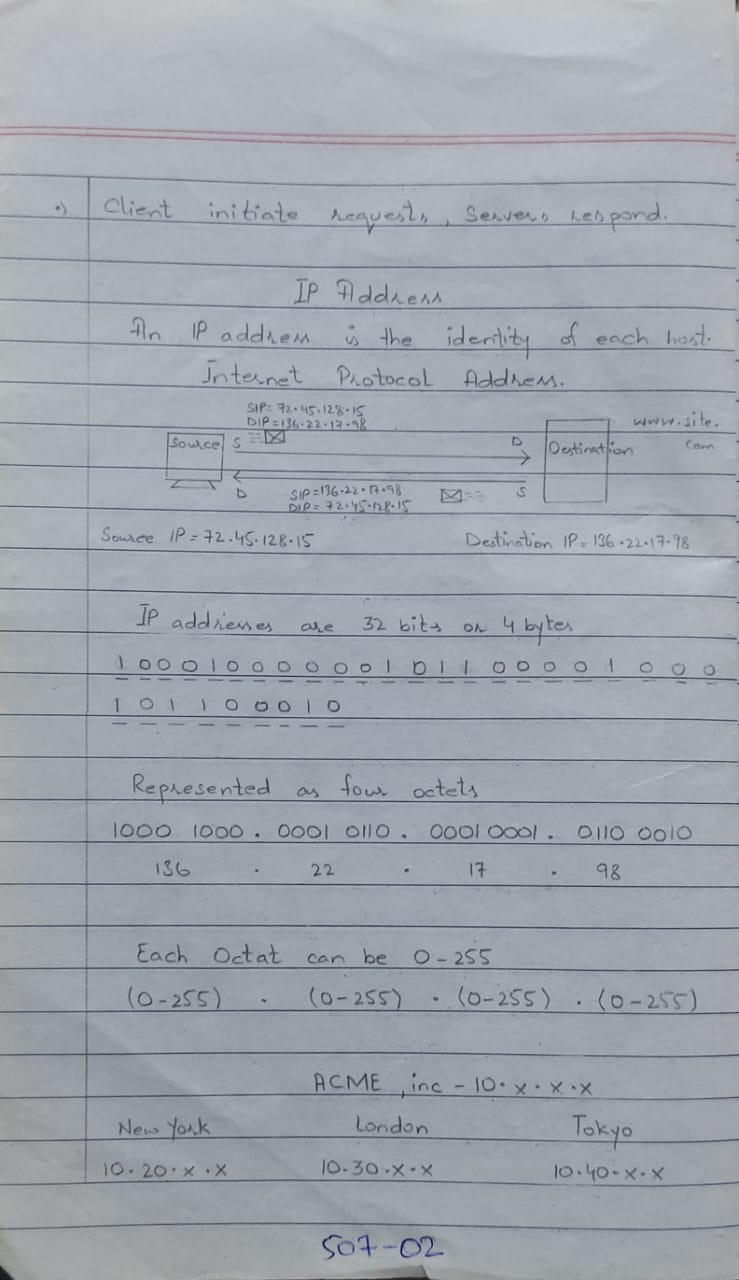 •) Client initiate requests, Servers respond.
IP Address
An IP address is the identity of each host.
Internet Protocol Address.
SIP= 72.45.128.15
DIP=136.22.17.98
www.site.
com
Source S D Destination
D SIP=136.22.17.98 S
DIP= 72.45.128.15
Source IP = 72.45.128.15 Destination IP= 136.22.17.98
IP addresses are 32 bits or 4 bytes
1 0 0 0 1 0 0 0 0 0 0 1 0 1 1 0 0 0 0 1 0 0 0
1 0 1 1 0 0 0 1 0
Represented as four octets
1000 1000 . 0001 0110 . 0001 0001 . 0110 0010
136 . 22 . 17 . 98
Each Octat can be 0-255
(0-255) . (0-255) . (0-255) . (0-255)
ACME, inc - 10.x.x.x
New York London Tokyo
10.20.x.x 10.30.x.x 10.40.x.x
507-02